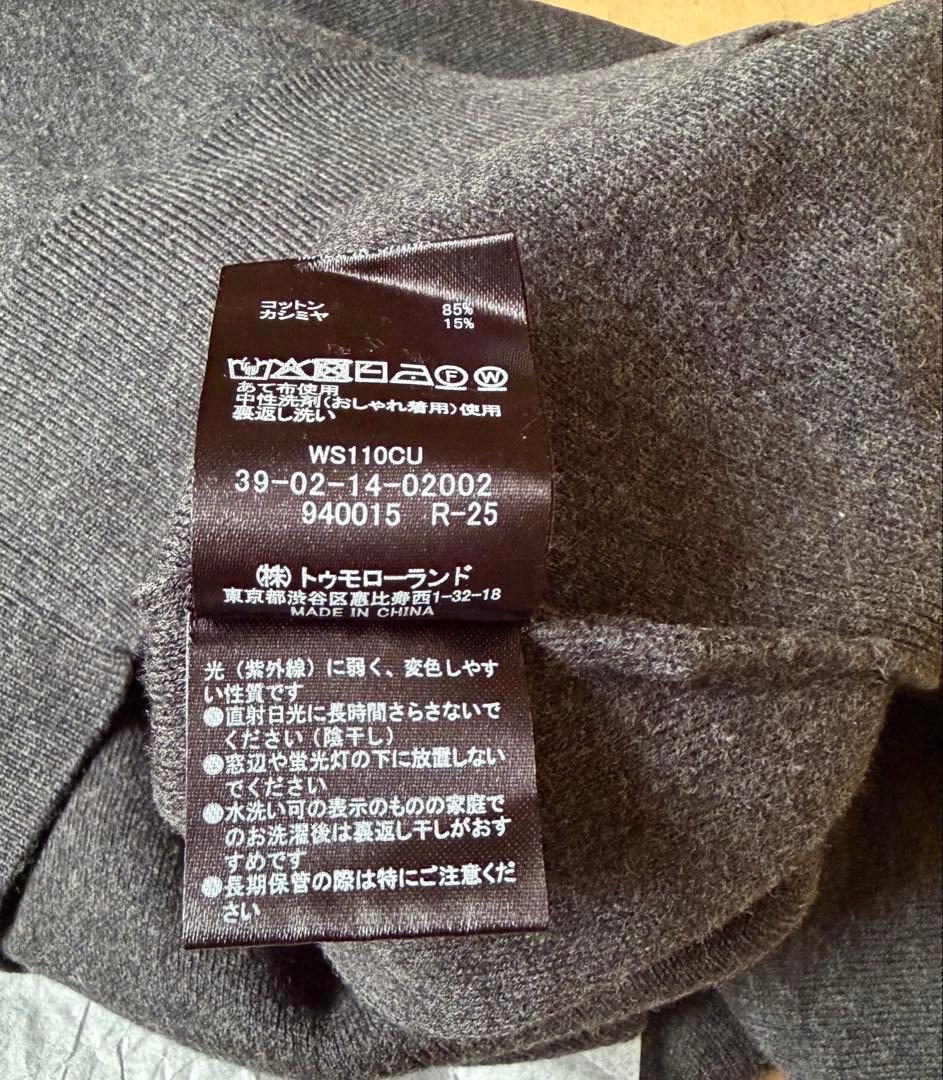 コットン 85%
カシミヤ 15%
F W
あて布使用
中性洗剤(おしゃれ着用)使用
裏返し洗い
WS110CU
39-02-14-02002
940015 R-25
(株)トゥモローランド
東京都渋谷区恵比寿西1-32-18
MADE IN CHINA
光(紫外線)に弱く、変色しやす
い性質です
直射日光に長時間さらさないで
ください(陰干し)
窓辺や蛍光灯の下に放置しない
でください
水洗い可の表示のものの家庭で
のお洗濯後は裏返し干しがおす
すめです
長期保管の際は特にご注意くだ
さい